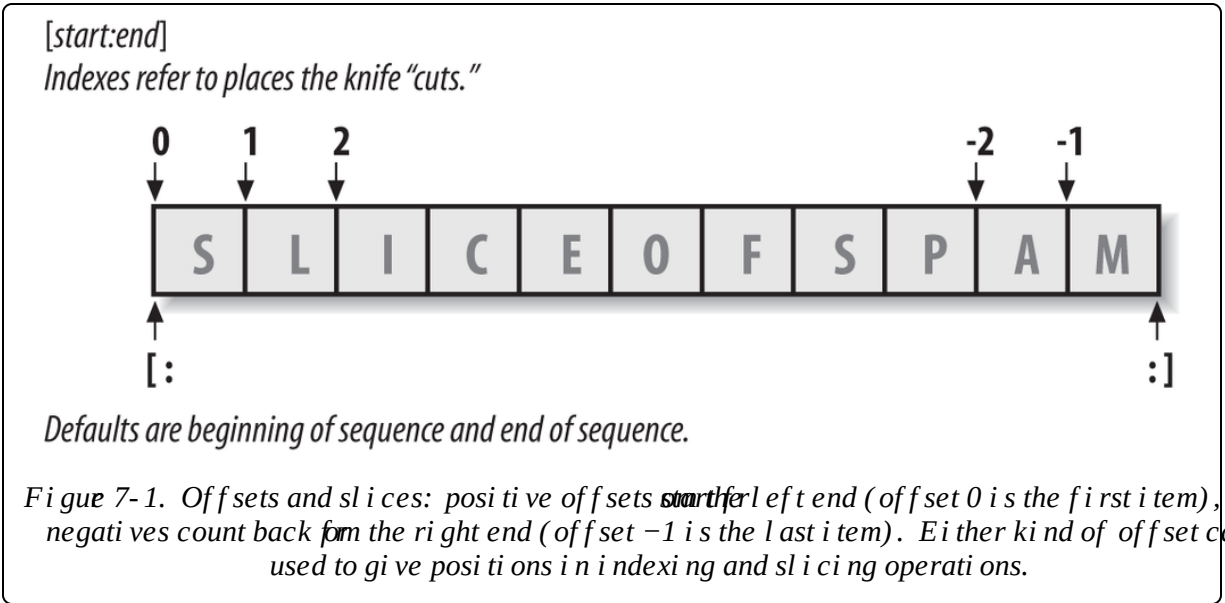 [start:end]
Indexes refer to places the knife “cuts.”
0 1 2 -2 -1
S L I C E O F S P A M
[: :]
Defaults are beginning of sequence and end of sequence.
Figure 7-1. Offsets and slices: positive offsets start left end (offset 0 is the first item),
negatives count back from the right end (offset −1 is the last item). Either kind of offset
used to give positions in indexing and slicing operations.